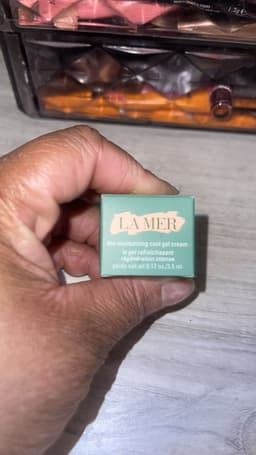 LA MER
the moisturizing cool gel cream
le gel rafraîchissant
hydratation intense
poids net.wt 0.12 oz./3.5 ml